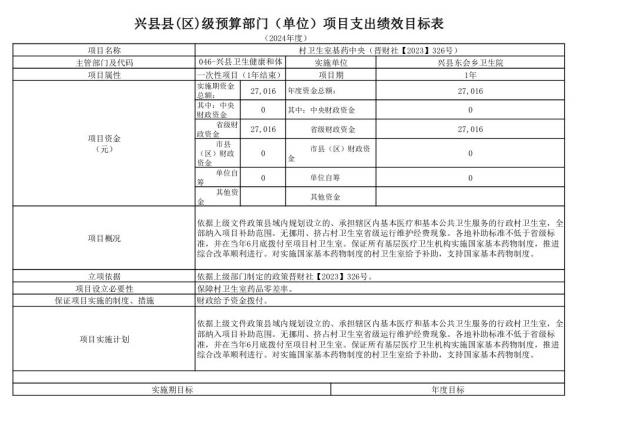 兴县县(区)级预算部门（单位）项目支出绩效目标表
（2024年度）
项目名称 村卫生室基药中央（晋财社【2023】326号）
主管部门及代码 046-兴县卫生健康和体 实施单位 兴县东会乡卫生院
项目属性 一次性项目（1年结束） 项目期 1年
项目资金
（元）
实施期资金
总额： 27,016 年度资金总额： 27,016
其中：中央
财政资金 0 其中：中央财政资金 0
省级财
政资金 27,016 省级财政资金 27,016
市县
（区）财政
资金 0 市县（区）财政资
金 0
单位自
筹 0 单位自筹 0
其他资
金 其他资金
项目概况
依据上级文件政策县域内规划设立的、承担辖区内基本医疗和基本公共卫生服务的行政村卫生室，全
部纳入项目补助范围。无挪用、挤占村卫生室省级运行维护经费现象。各地补助标准不低于省级标
准，并在当年6月底拨付至项目村卫生室。保证所有基层医疗卫生机构实施国家基本药物制度，推进
综合改革顺利进行。对实施国家基本药物制度的村卫生室给予补助，支持国家基本药物制度。
立项依据 依据上级部门制定的政策晋财社【2023】326号。
项目设立必要性 保障村卫生室药品零差率。
保证项目实施的制度、措施 财政给予资金拨付。
项目实施计划
依据上级文件政策县域内规划设立的、承担辖区内基本医疗和基本公共卫生服务的行政村卫生室，全
部纳入项目补助范围。无挪用、挤占村卫生室省级运行维护经费现象。各地补助标准不低于省级标
准，并在当年6月底拨付至项目村卫生室。保证所有基层医疗卫生机构实施国家基本药物制度，推进
综合改革顺利进行。对实施国家基本药物制度的村卫生室给予补助，支持国家基本药物制度。
实施期目标 年度目标